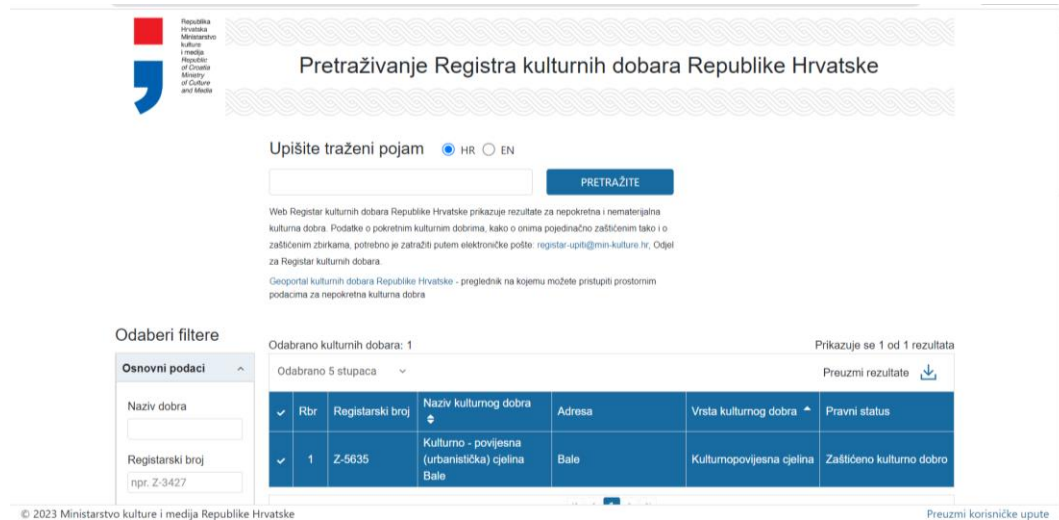 Republika
Hrvatska
Ministarstvo
kulture
i medija
Republic
of Croatia
Ministry
of Culture
and Media
Pretraživanje Registra kulturnih dobara Republike Hrvatske
Upišite traženi pojam HR EN
PRETRAŽITE
Web Registar kulturnih dobara Republike Hrvatske prikazuje rezultate za nepokretna i nematerijalna
kulturna dobra. Podatke o pokretnim kulturnim dobrima, kako o onima pojedinačno zaštićenim tako i o
zaštićenim zbirkama, potrebno je zatražiti putem elektroničke pošte: registar-upiti@min-kulture.hr, Odjel
za Registar kulturnih dobara.
Geoportal kulturnih dobara Republike Hrvatske - preglednik na kojemu možete pristupiti prostornim
podacima za nepokretna kulturna dobra
Odaberi filtere
Osnovni podaci
Naziv dobra
Registarski broj
npr. Z-3427
Odabrano kulturnih dobara: 1 Prikazuje se 1 od 1 rezultata
Odabrano 5 stupaca Preuzmi rezultate
Rbr Registarski broj Naziv kulturnog dobra Adresa Vrsta kulturnog dobra Pravni status
1 Z-5635 Kulturno - povijesna (urbanistička) cjelina Bale Bale Kulturnopovijesna cjelina Zaštićeno kulturno dobro
© 2023 Ministarstvo kulture i medija Republike Hrvatske Preuzmi korisničke upute